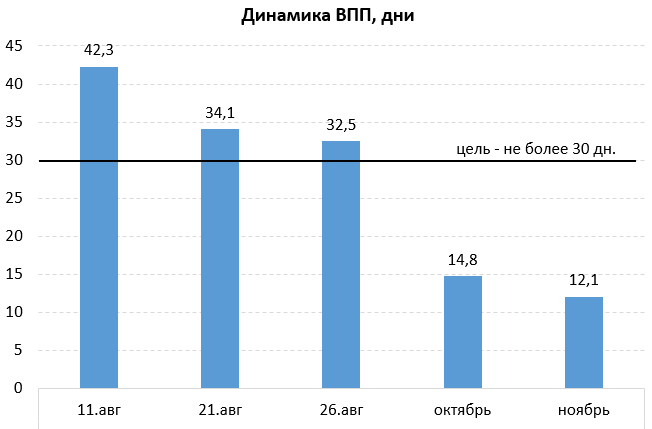 Динамика ВПП, дни
45
40
35
30
25
20
15
10
5
0
42,3
34,1
32,5
14,8
12,1
цель - не более 30 дн.
11.авг
21.авг
26.авг
октябрь
ноябрь